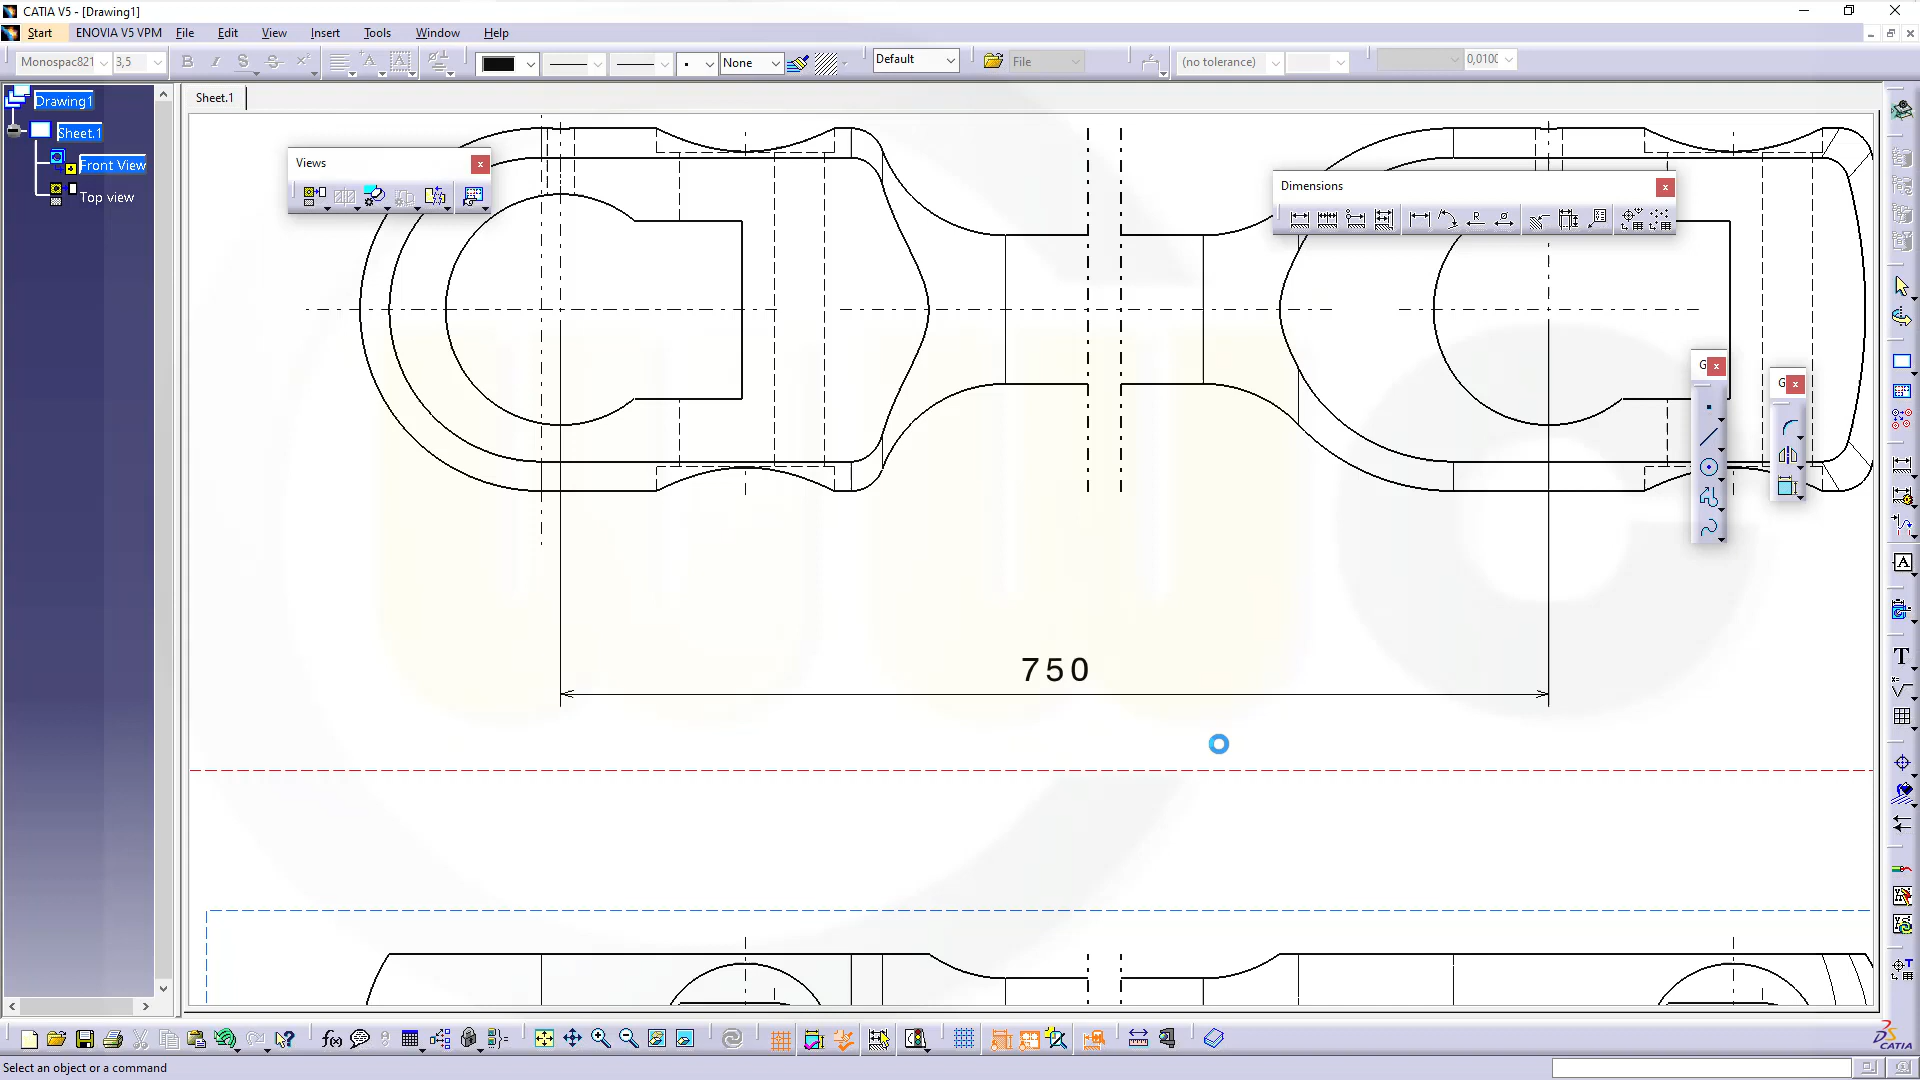 CATIA V5 - [Drawing1]
Start ENOVIA V5 VPM File Edit View Insert Tools Window Help
Monospac821 3,5 B I S None Default File (no tolerance) 0,010
Drawing1
Sheet.1
Front View
Top view
Sheet.1
Views
Dimensions
G
G
750
Select an object or a command
CATIA